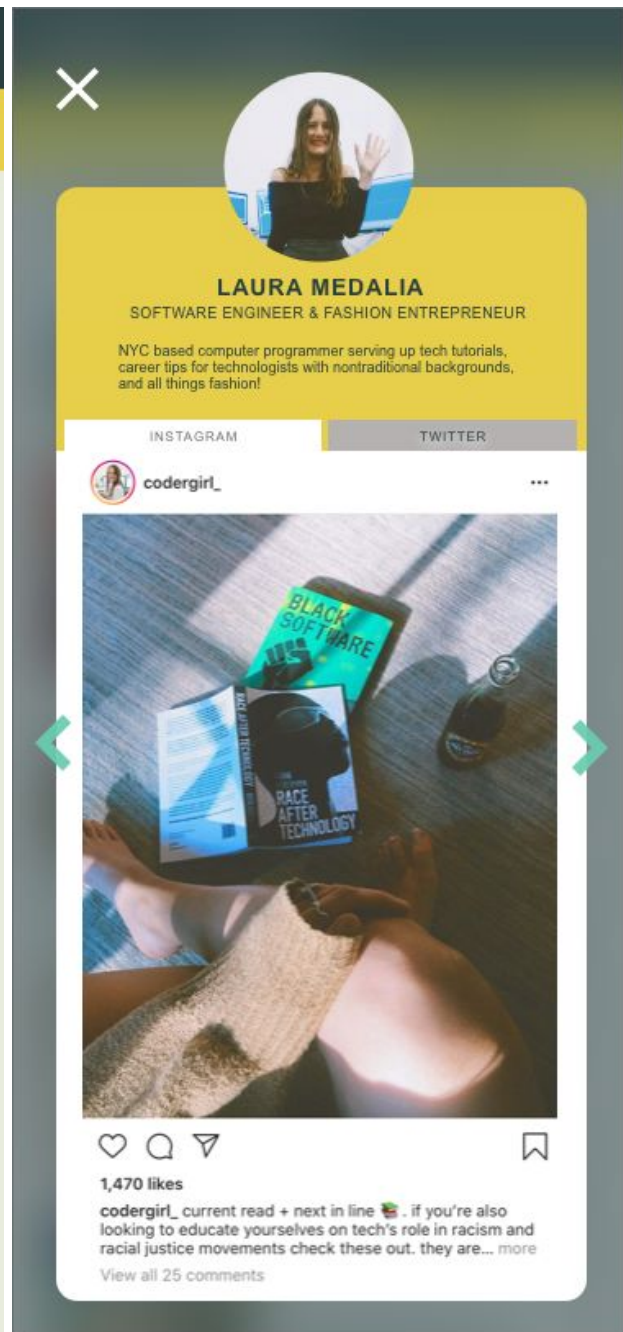 LAURA MEDALIA
SOFTWARE ENGINEER & FASHION ENTREPRENEUR
NYC based computer programmer serving up tech tutorials,
career tips for technologists with nontraditional backgrounds,
and all things fashion!
INSTAGRAM
TWITTER
codergirl_
BLACK
SOFTWARE
RACE AFTER TECHNOLOGY
RACE
AFTER
TECHNOLOGY
1,470 likes
codergirl_ current read + next in line 📚 . if you're also
looking to educate yourselves on tech's role in racism and
racial justice movements check these out. they are... more
View all 25 comments